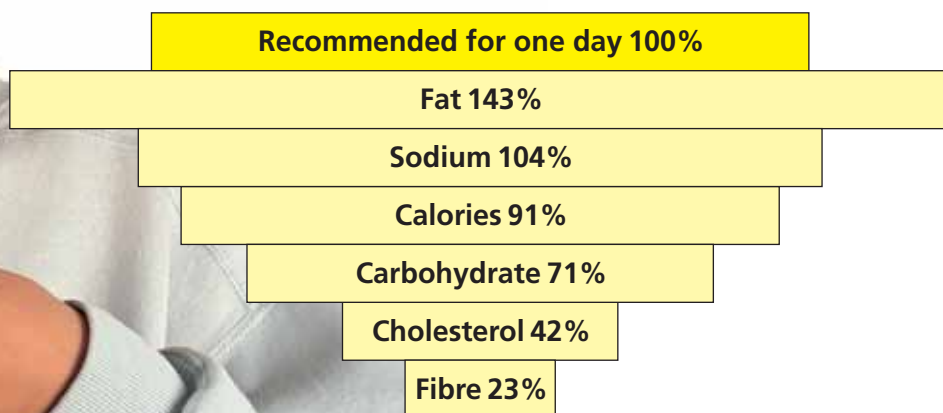 Recommended for one day 100%
Fat 143%
Sodium 104%
Calories 91%
Carbohydrate 71%
Cholesterol 42%
Fibre 23%